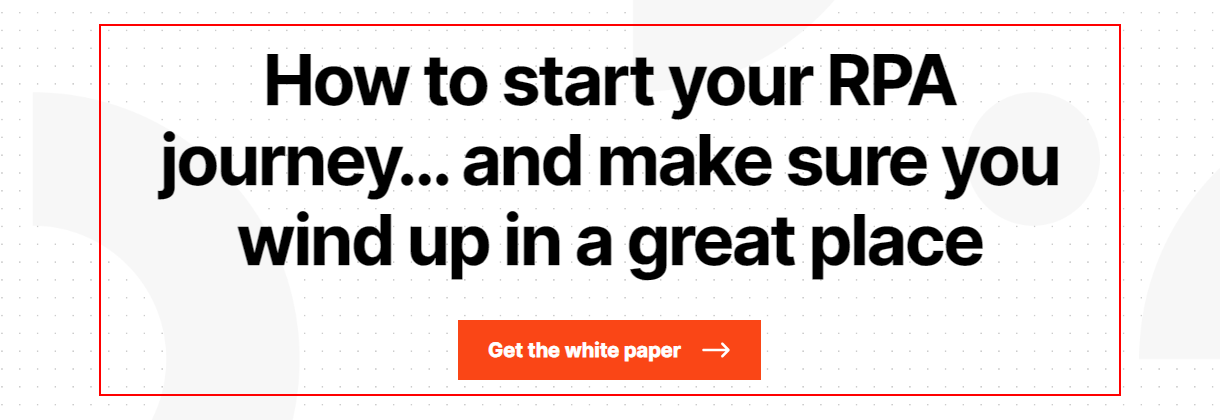 How to start your RPA
journey... and make sure you
wind up in a great place
Get the white paper